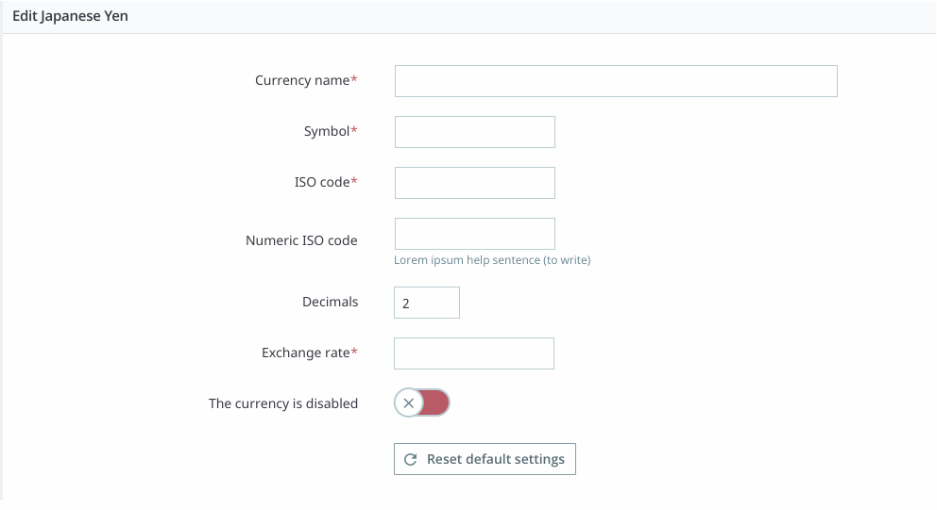 Edit Japanese Yen
Currency name*
Symbol*
ISO code*
Numeric ISO code
Lorem ipsum help sentence (to write)
Decimals 2
Exchange rate*
The currency is disabled
Reset default settings